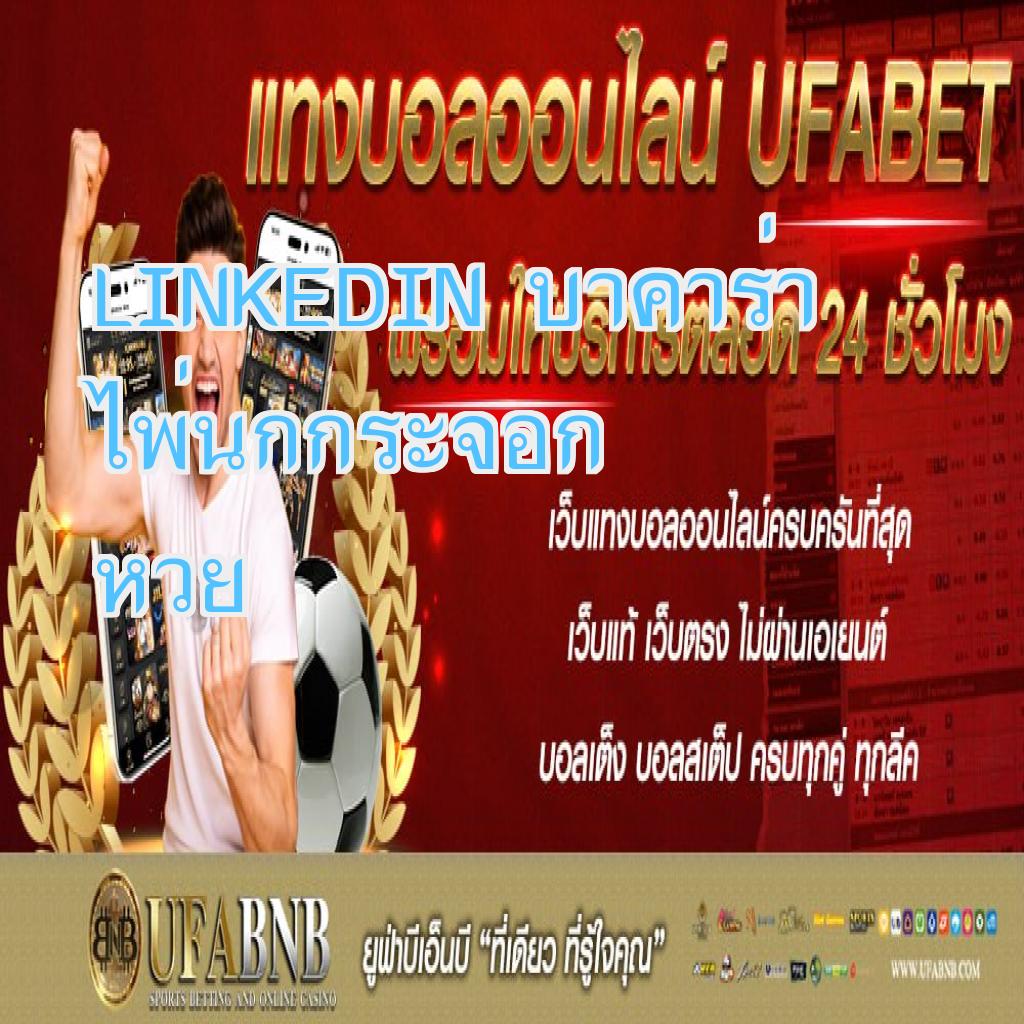 แทงบอลออนไลน์ UFABET
LINKEDIN บาคาร่า
พร้อมให้บริการตลอด 24 ชั่วโมง
ไพ่นกกระจอก
เว็บแทงบอลออนไลน์ครบครันที่สุด
หวย
เว็บแท้ เว็บตรง ไม่ผ่านเอเยนต์
บอลเต็ง บอลสเต็ป ครบทุกคู่ ทุกลีค
UFABNB
SPORTS BETTING AND ONLINE CASINO
ยูฟ่าบีเอ็นบี “ที่เดียว ที่รู้ใจคุณ”
WWW.UFABNB.COM